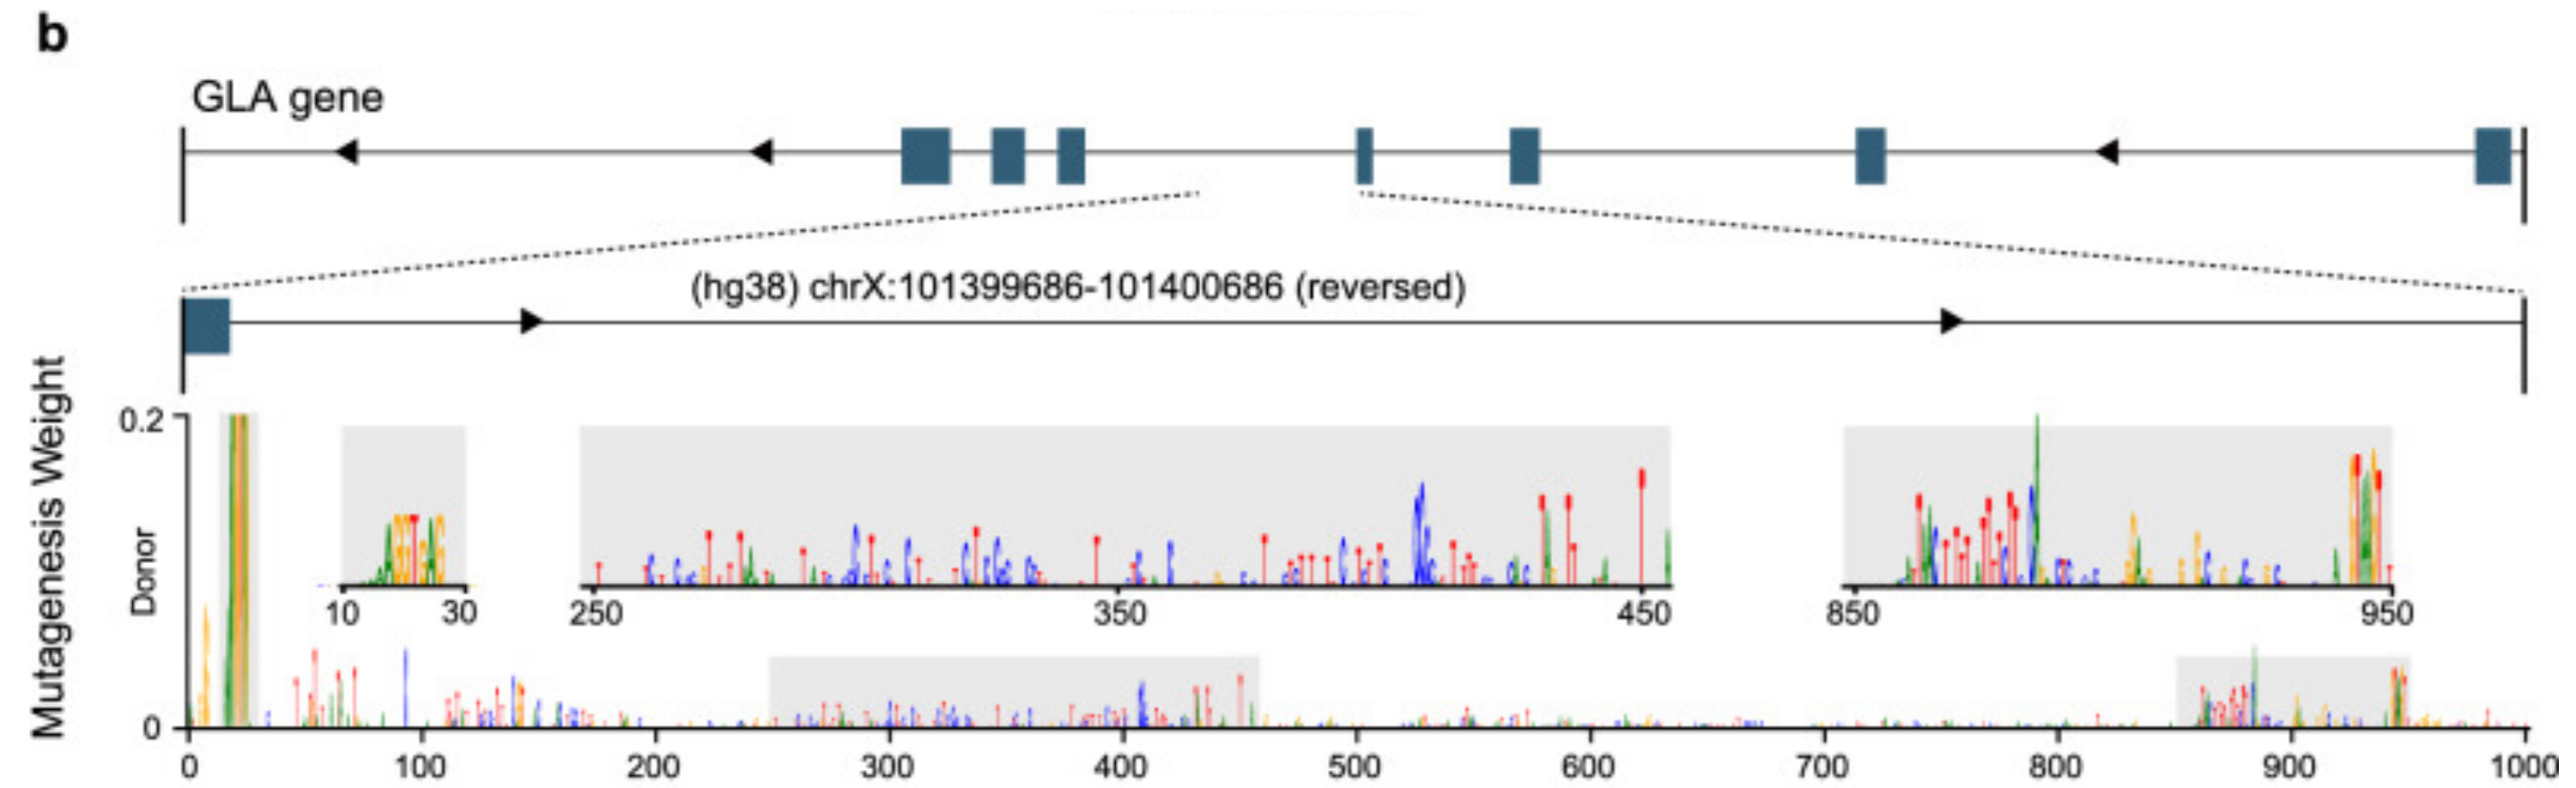 b
GLA gene
(hg38) chrX:101399686-101400686 (reversed)
Mutagenesis Weight
Donor
0.2
0
10 30
250 350 450
850 950
0 100 200 300 400 500 600 700 800 900 1000